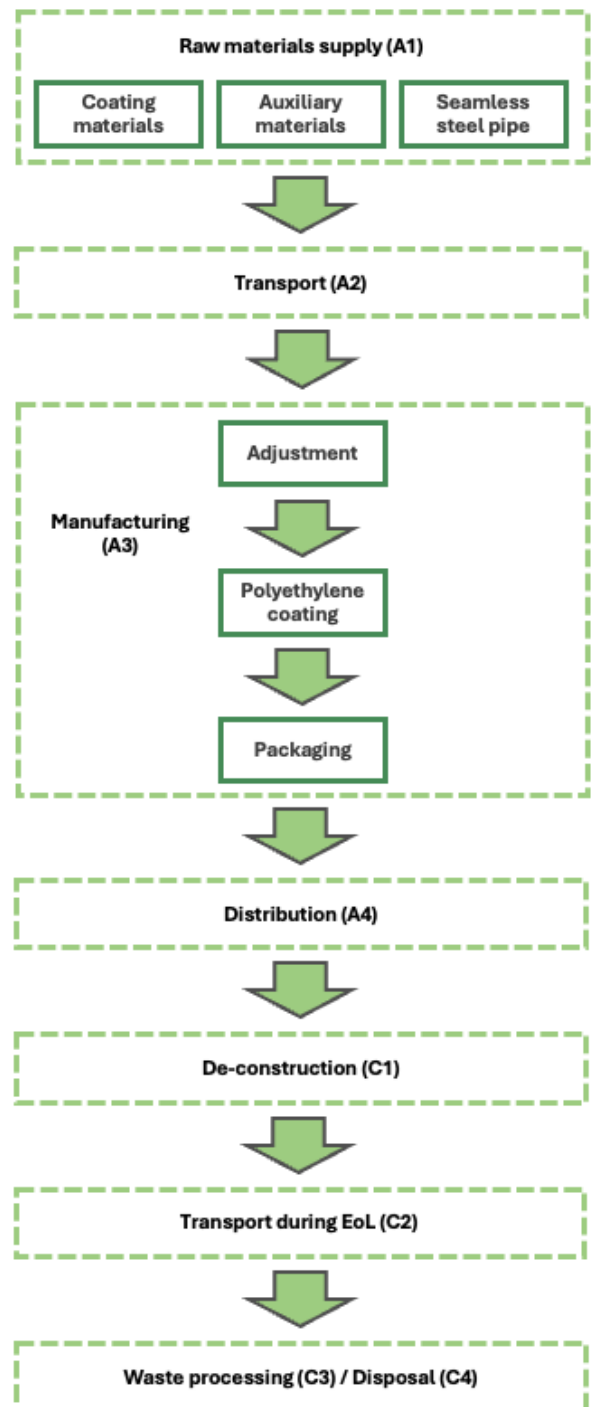 Raw materials supply (A1)
Coating
materials
Auxiliary
materials
Seamless
steel pipe
Transport (A2)
Adjustment
Manufacturing
(A3)
Polyethylene
coating
Packaging
Distribution (A4)
De-construction (C1)
Transport during EoL (C2)
Waste processing (C3) / Disposal (C4)